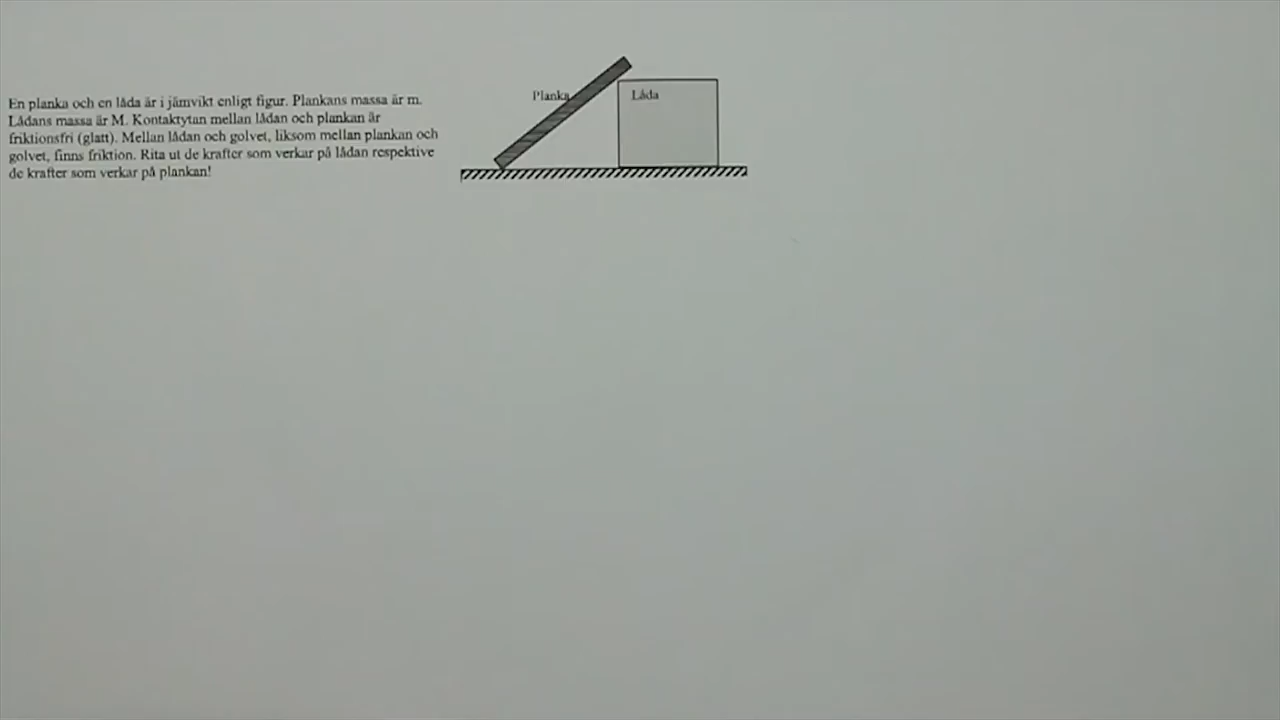 En planka och en låda är i jämvikt enligt figur. Plankans massa är m.
Lådans massa är M. Kontaktytan mellan lådan och plankan är
friktionsfri (glatt). Mellan lådan och golvet, liksom mellan plankan och
golvet, finns friktion. Rita ut de krafter som verkar på lådan respektive
de krafter som verkar på plankan!
Planka
Låda